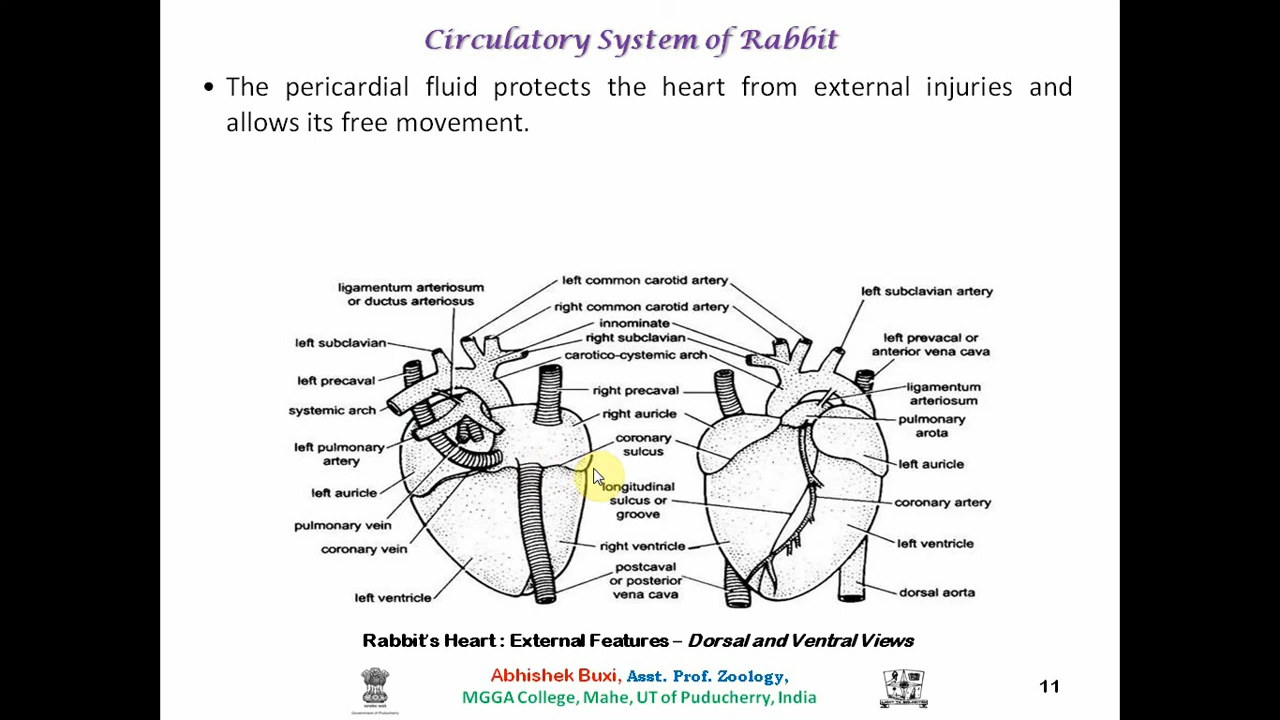 Circulatory System of Rabbit
• The pericardial fluid protects the heart from external injuries and
allows its free movement.
ligamentum arteriosum
or ductus arteriosus
left subclavian
left precaval
systemic arch
left pulmonary
artery
left auricle
pulmonary vein
coronary vein
left ventricle
left common carotid artery
right common carotid artery
innominate
right subclavian
carotico-cystemic arch
right precaval
right auricle
coronary
sulcus
longitudinal
sulcus or
groove
right ventricle
postcaval
or posterior
vena cava
left subclavian artery
left prevacal or
anterior vena cava
ligamentum
arteriosum
pulmonary
arota
left auricle
coronary artery
left ventricle
dorsal aorta
Rabbit's Heart : External Features – Dorsal and Ventral Views
Abhishek Buxi, Asst. Prof. Zoology,
MGGA College, Mahe, UT of Puducherry, India
11